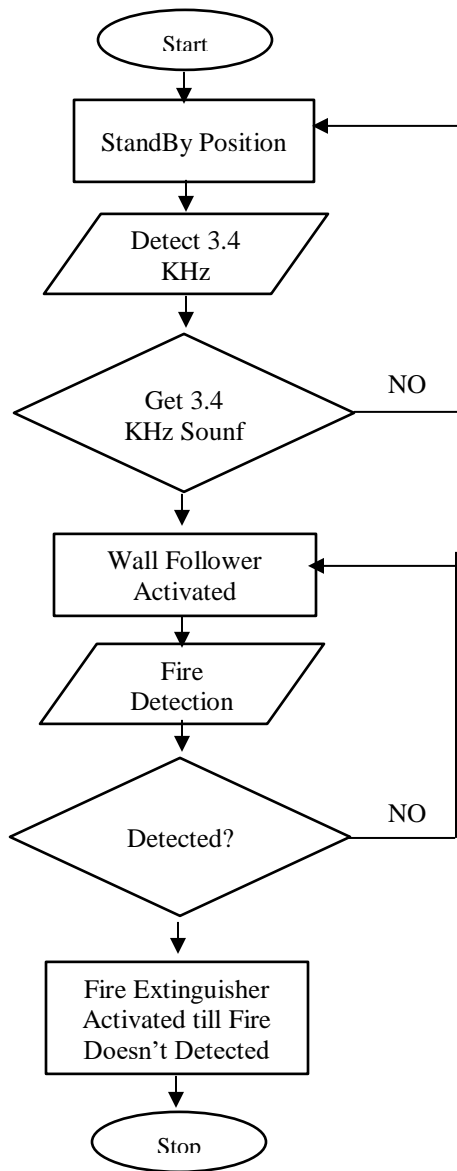 Start
StandBy Position
Detect 3.4
KHz
Get 3.4
KHz Sounf
NO
Wall Follower
Activated
Fire
Detection
Detected?
NO
Fire Extinguisher
Activated till Fire
Doesn't Detected
Stop